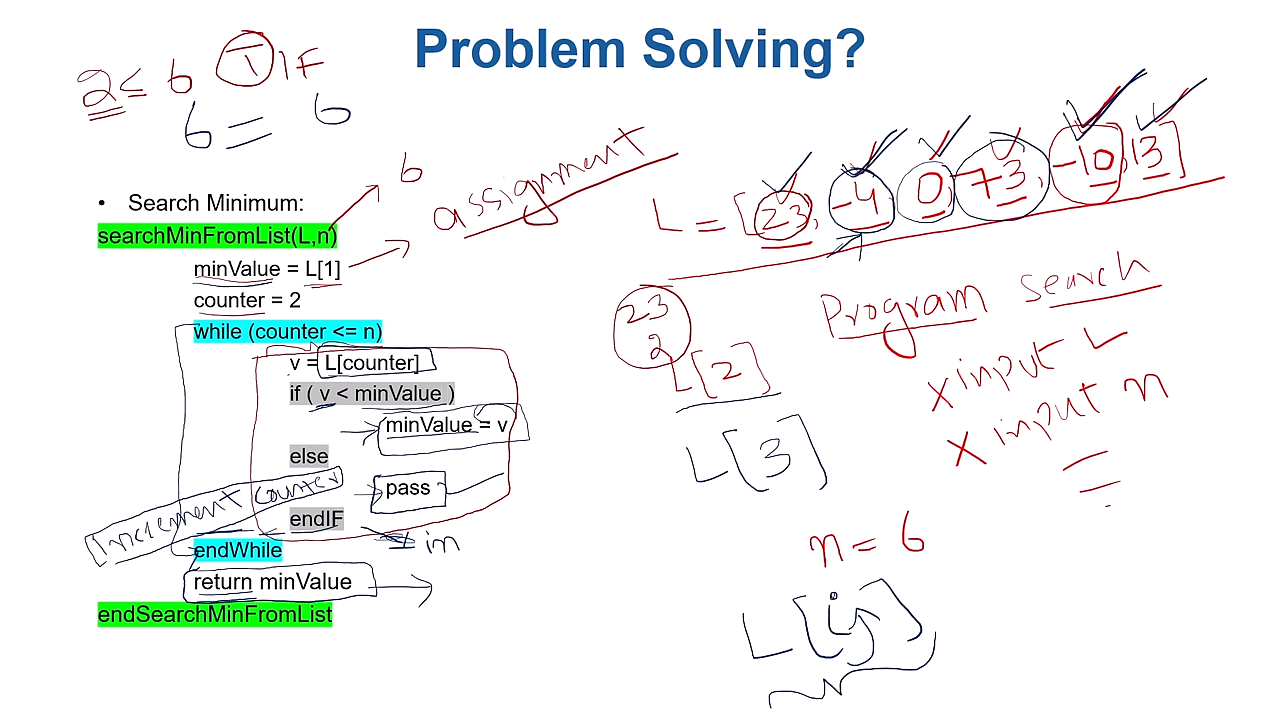 Problem Solving?
2 ≤ 6 T I F
6 = 6
6
assignment
L = [23, -4, 0, 73, -10, 13]
• Search Minimum:
searchMinFromList(L,n)
minValue = L[1]
counter = 2
while (counter <= n)
v = L[counter]
if ( v < minValue )
minValue = v
else
pass
Increment counter
endIF
endWhile
return minValue
endSearchMinFromList
23
2
L[2]
L[3]
Program search
x input L
x input n
n = 6